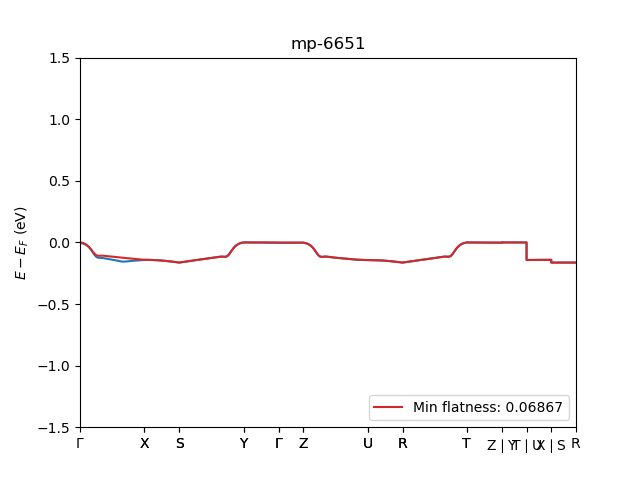 mp-6651
E − E_F (eV)
1.5
1.0
0.5
0.0
−0.5
−1.0
−1.5
Min flatness: 0.06867
Γ X S Y Γ Z U R T Z | Y T | U X | S R